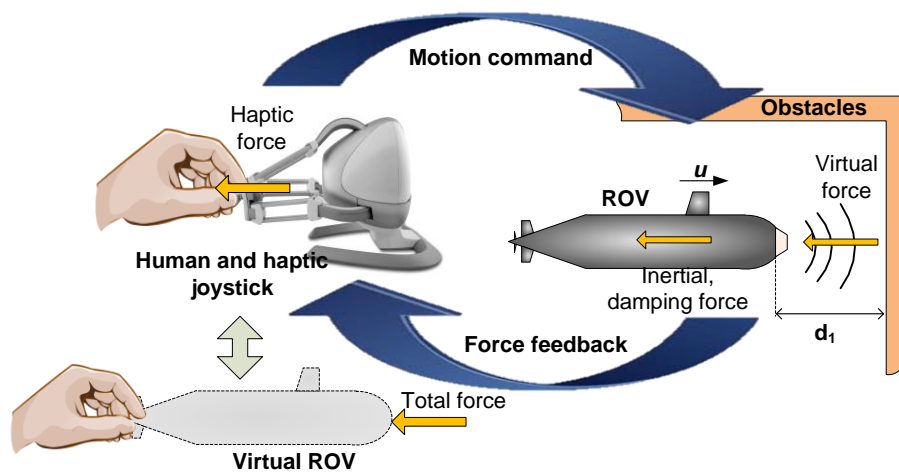 Motion command
Obstacles
Haptic
force
Virtual
force
u
ROV
Human and haptic
joystick
Inertial,
damping force
d₁
Force feedback
Total force
Virtual ROV